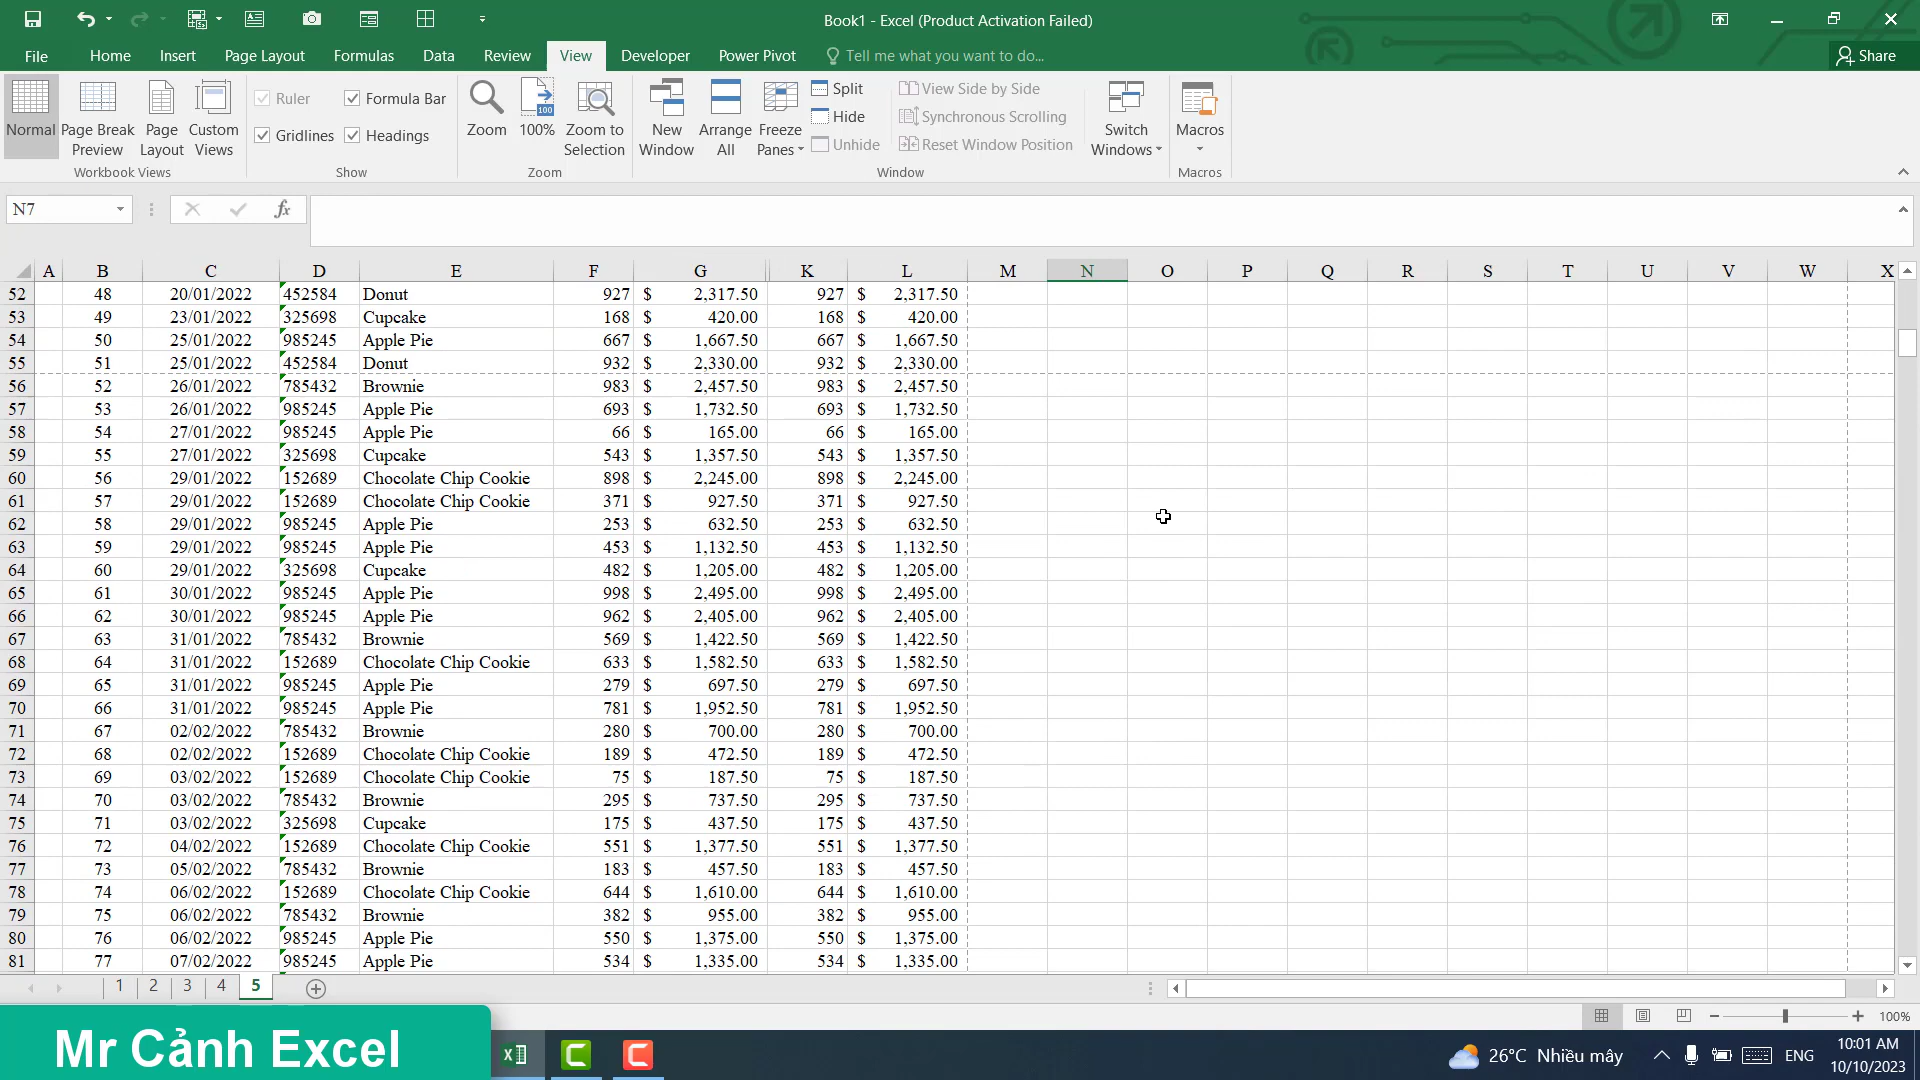 Book1 - Excel (Product Activation Failed)
File Home Insert Page Layout Formulas Data Review View Developer Power Pivot Tell me what you want to do... Share
Normal Page Break Preview Page Layout Custom Views
Ruler Formula Bar
Gridlines Headings
Zoom 100% Zoom to Selection
New Window Arrange All Freeze Panes
Split
Hide
Unhide
View Side by Side
Synchronous Scrolling
Reset Window Position
Switch Windows
Macros
Workbook Views Show Zoom Window Macros
N7 fx
A B C D E F G K L M N O P Q R S T U V W X
52 48 20/01/2022 452584 Donut 927 $ 2,317.50 927 $ 2,317.50
53 49 23/01/2022 325698 Cupcake 168 $ 420.00 168 $ 420.00
54 50 25/01/2022 985245 Apple Pie 667 $ 1,667.50 667 $ 1,667.50
55 51 25/01/2022 452584 Donut 932 $ 2,330.00 932 $ 2,330.00
56 52 26/01/2022 785432 Brownie 983 $ 2,457.50 983 $ 2,457.50
57 53 26/01/2022 985245 Apple Pie 693 $ 1,732.50 693 $ 1,732.50
58 54 27/01/2022 985245 Apple Pie 66 $ 165.00 66 $ 165.00
59 55 27/01/2022 325698 Cupcake 543 $ 1,357.50 543 $ 1,357.50
60 56 29/01/2022 152689 Chocolate Chip Cookie 898 $ 2,245.00 898 $ 2,245.00
61 57 29/01/2022 152689 Chocolate Chip Cookie 371 $ 927.50 371 $ 927.50
62 58 29/01/2022 985245 Apple Pie 253 $ 632.50 253 $ 632.50
63 59 29/01/2022 985245 Apple Pie 453 $ 1,132.50 453 $ 1,132.50
64 60 29/01/2022 325698 Cupcake 482 $ 1,205.00 482 $ 1,205.00
65 61 30/01/2022 985245 Apple Pie 998 $ 2,495.00 998 $ 2,495.00
66 62 30/01/2022 985245 Apple Pie 962 $ 2,405.00 962 $ 2,405.00
67 63 31/01/2022 785432 Brownie 569 $ 1,422.50 569 $ 1,422.50
68 64 31/01/2022 152689 Chocolate Chip Cookie 633 $ 1,582.50 633 $ 1,582.50
69 65 31/01/2022 985245 Apple Pie 279 $ 697.50 279 $ 697.50
70 66 31/01/2022 985245 Apple Pie 781 $ 1,952.50 781 $ 1,952.50
71 67 02/02/2022 785432 Brownie 280 $ 700.00 280 $ 700.00
72 68 02/02/2022 152689 Chocolate Chip Cookie 189 $ 472.50 189 $ 472.50
73 69 03/02/2022 152689 Chocolate Chip Cookie 75 $ 187.50 75 $ 187.50
74 70 03/02/2022 785432 Brownie 295 $ 737.50 295 $ 737.50
75 71 03/02/2022 325698 Cupcake 175 $ 437.50 175 $ 437.50
76 72 04/02/2022 152689 Chocolate Chip Cookie 551 $ 1,377.50 551 $ 1,377.50
77 73 05/02/2022 785432 Brownie 183 $ 457.50 183 $ 457.50
78 74 06/02/2022 152689 Chocolate Chip Cookie 644 $ 1,610.00 644 $ 1,610.00
79 75 06/02/2022 785432 Brownie 382 $ 955.00 382 $ 955.00
80 76 06/02/2022 985245 Apple Pie 550 $ 1,375.00 550 $ 1,375.00
81 77 07/02/2022 985245 Apple Pie 534 $ 1,335.00 534 $ 1,335.00
1 2 3 4 5
100%
Mr Cảnh Excel
26°C Nhiều mây ENG 10:01 AM
10/10/2023